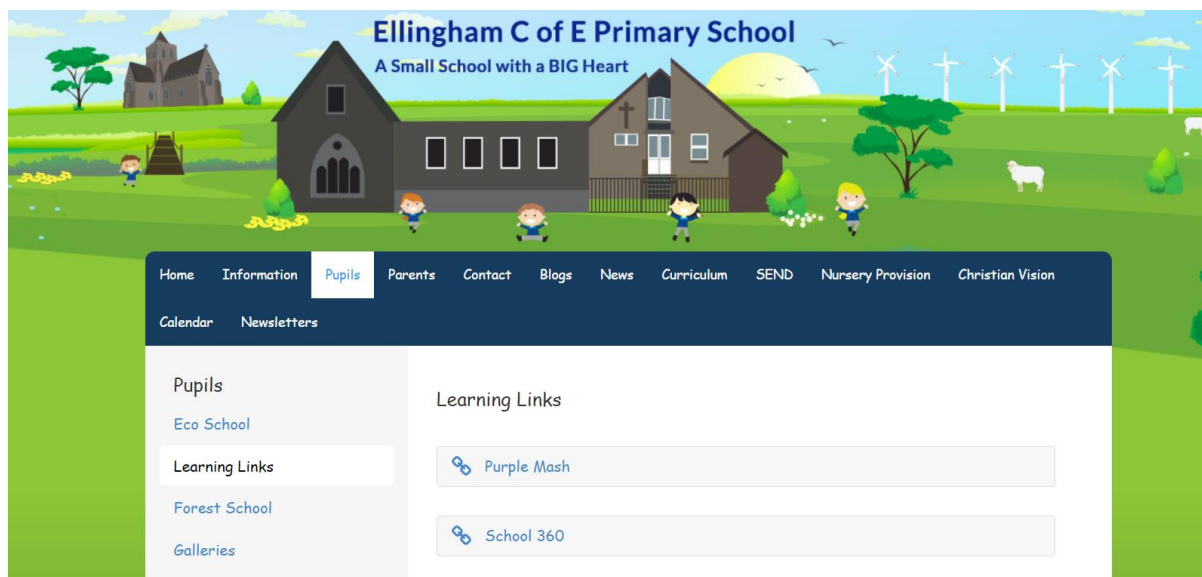 Ellingham C of E Primary School
A Small School with a BIG Heart
Home Information Pupils Parents Contact Blogs News Curriculum SEND Nursery Provision Christian Vision
Calendar Newsletters
Pupils
Eco School
Learning Links
Forest School
Galleries
Learning Links
Purple Mash
School 360